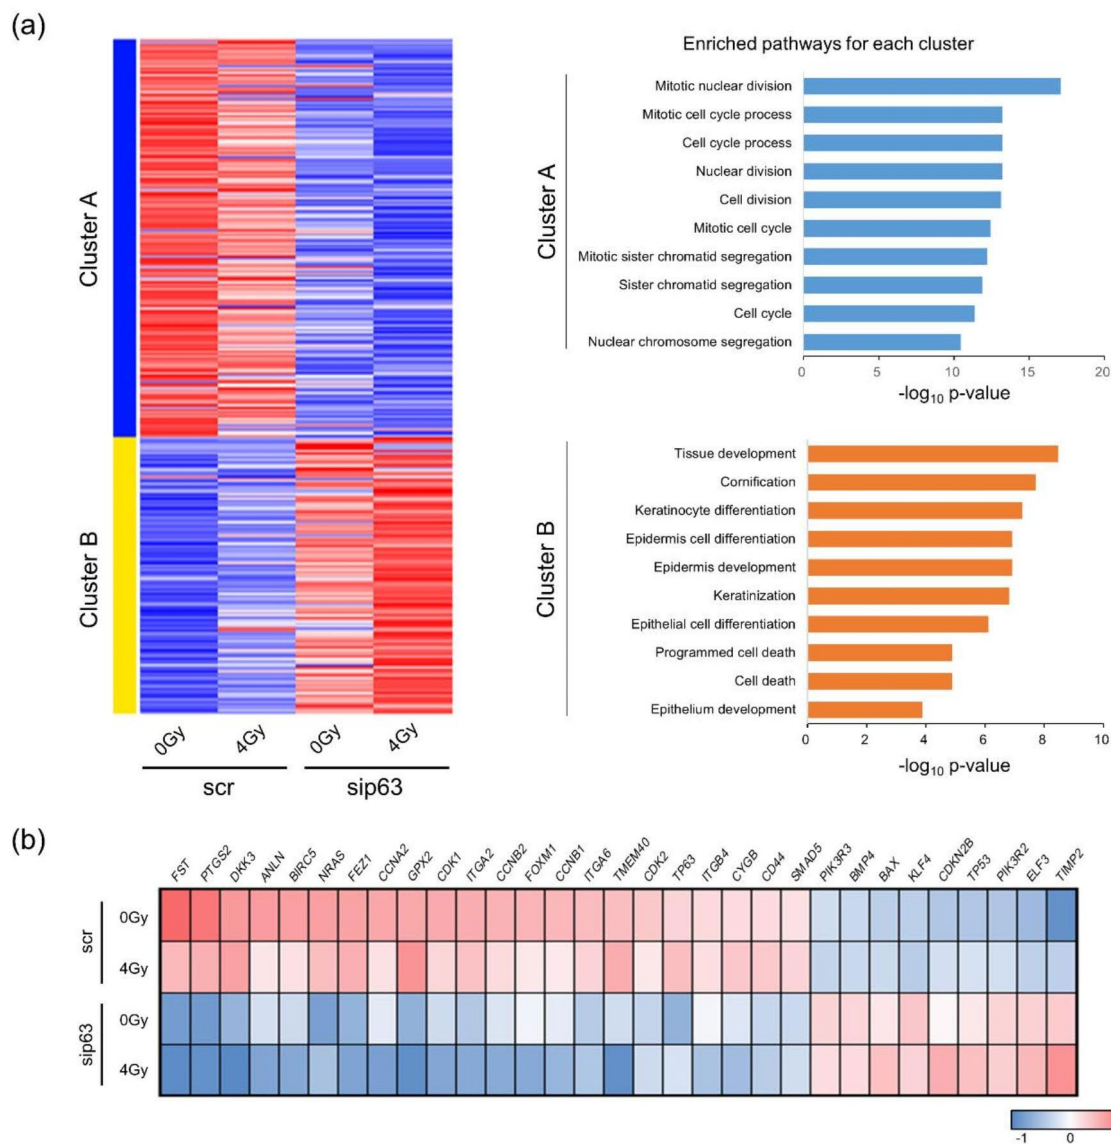 (a)
Cluster A
Cluster B
0Gy 4Gy 0Gy 4Gy
scr sip63
Enriched pathways for each cluster
Cluster A
Mitotic nuclear division
Mitotic cell cycle process
Cell cycle process
Nuclear division
Cell division
Mitotic cell cycle
Mitotic sister chromatid segregation
Sister chromatid segregation
Cell cycle
Nuclear chromosome segregation
0 5 10 15 20
-log10 p-value
Cluster B
Tissue development
Cornification
Keratinocyte differentiation
Epidermis cell differentiation
Epidermis development
Keratinization
Epithelial cell differentiation
Programmed cell death
Cell death
Epithelium development
0 2 4 6 8 10
-log10 p-value
(b)
FST PTGS2 DKK3 ANLN BIRC5 NRAS FEZ1 CCNA2 GPX2 CDK1 ITGA2 CCNB2 FOXM1 CCNB1 ITGA6 TMEM40 CDK2 TP63 ITGB4 CYGB CD44 SMAD5 PIK3R3 BMP4 BAX KLF4 CDKN2B TP53 PIK3R2 ELF3 TIMP2
scr
0Gy
4Gy
sip63
0Gy
4Gy
-1 0